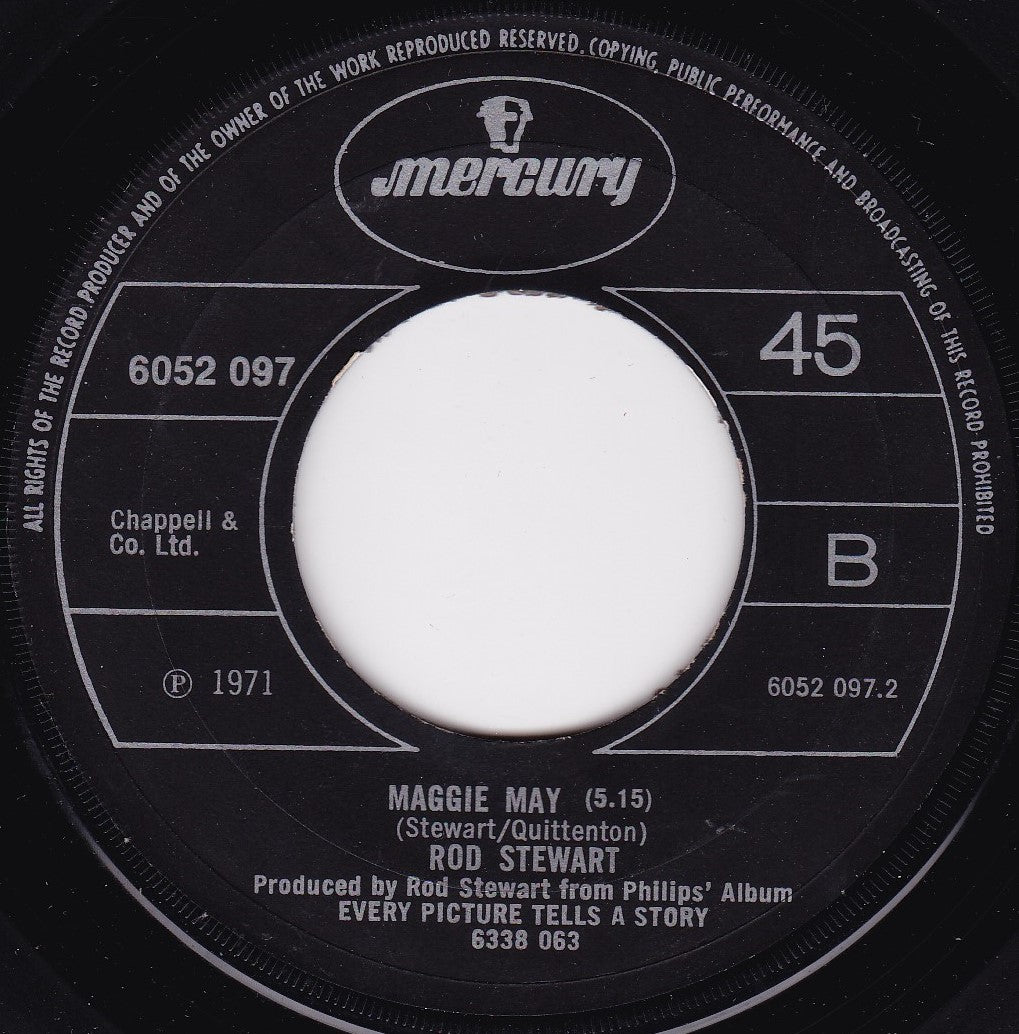 ALL RIGHTS OF THE RECORD PRODUCER AND OF THE OWNER OF THE WORK REPRODUCED RESERVED. COPYING, PUBLIC PERFORMANCE AND BROADCASTING OF THIS RECORD PROHIBITED
mercury
6052 097
45
Chappell &
Co. Ltd.
B
℗ 1971
6052 097.2
MAGGIE MAY (5.15)
(Stewart/Quittenton)
ROD STEWART
Produced by Rod Stewart from Philips' Album
EVERY PICTURE TELLS A STORY
6338 063